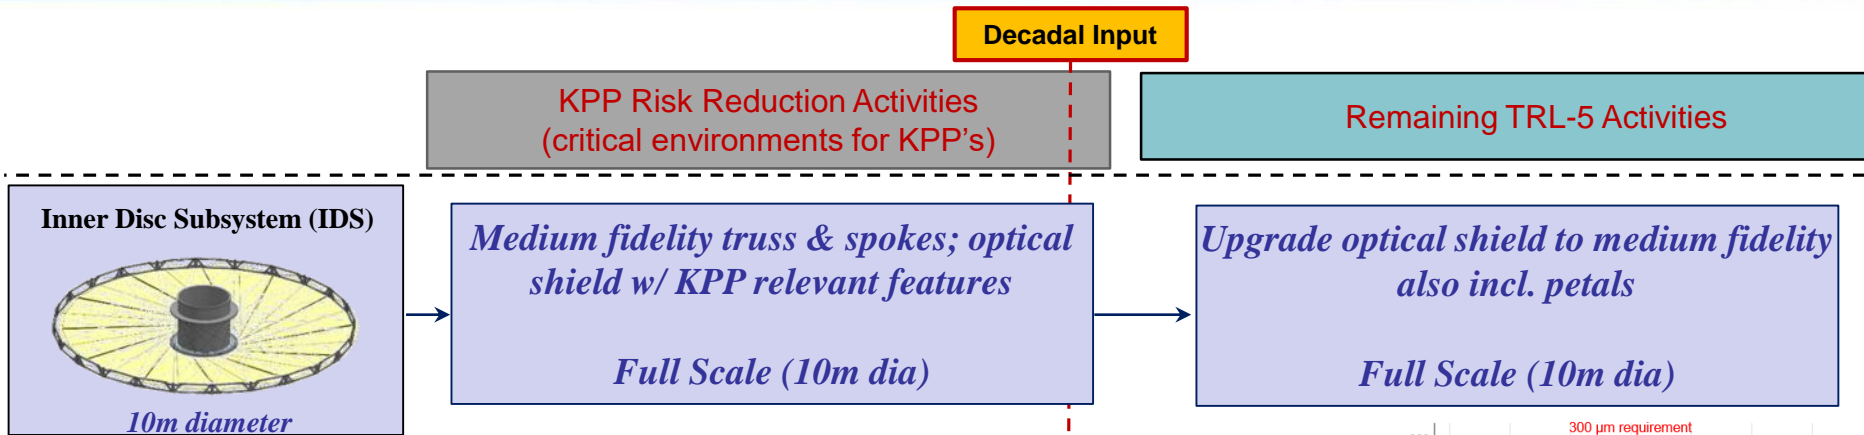 Decadal Input
KPP Risk Reduction Activities
(critical environments for KPP's)
Remaining TRL-5 Activities
Inner Disc Subsystem (IDS)
10m diameter
Medium fidelity truss & spokes; optical
shield w/ KPP relevant features
Full Scale (10m dia)
Upgrade optical shield to medium fidelity
also incl. petals
Full Scale (10m dia)
300 μm requirement